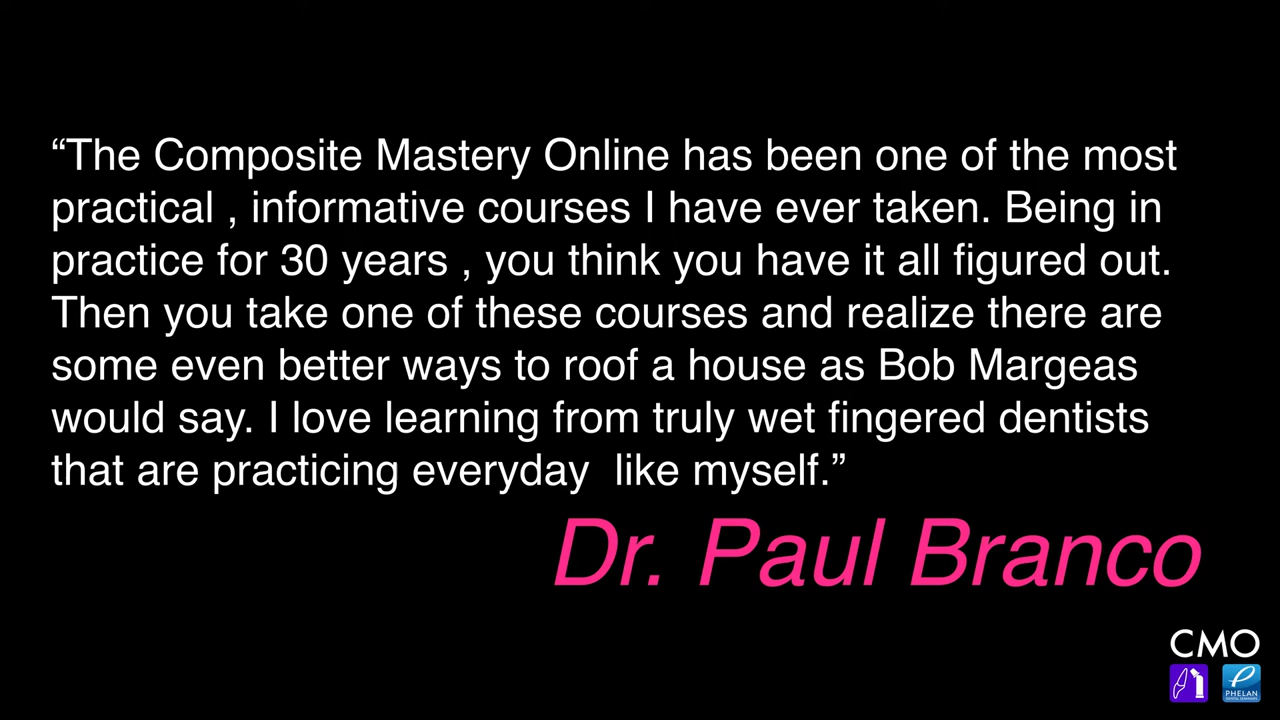 “The Composite Mastery Online has been one of the most
practical , informative courses I have ever taken. Being in
practice for 30 years , you think you have it all figured out.
Then you take one of these courses and realize there are
some even better ways to roof a house as Bob Margeas
would say. I love learning from truly wet fingered dentists
that are practicing everyday  like myself.”
Dr. Paul Branco
CMO
PHELAN